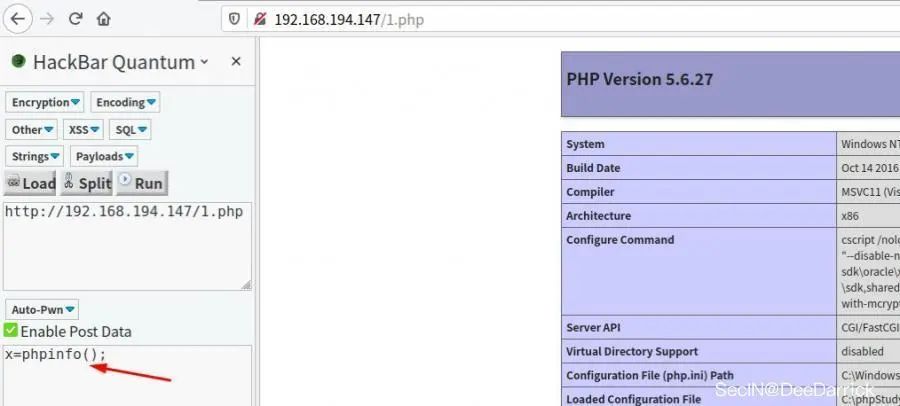 192.168.194.147/1.php
HackBar Quantum
Encryption Encoding
Other XSS SQL
Strings Payloads
Load Split Run
http://192.168.194.147/1.php
Auto-Pwn
Enable Post Data
x=phpinfo();
PHP Version 5.6.27
System Windows NT
Build Date Oct 14 2016
Compiler MSVC11 (Vis
Architecture x86
Configure Command cscript /nolo
"--disable-n
sdk\oracle\x
\sdk,shared
with-mcryp
Server API CGI/FastCGI
Virtual Directory Support disabled
Configuration File (php.ini) Path C:\Windows
Loaded Configuration File C:\phpStudy
SecIN@DeeDarrick